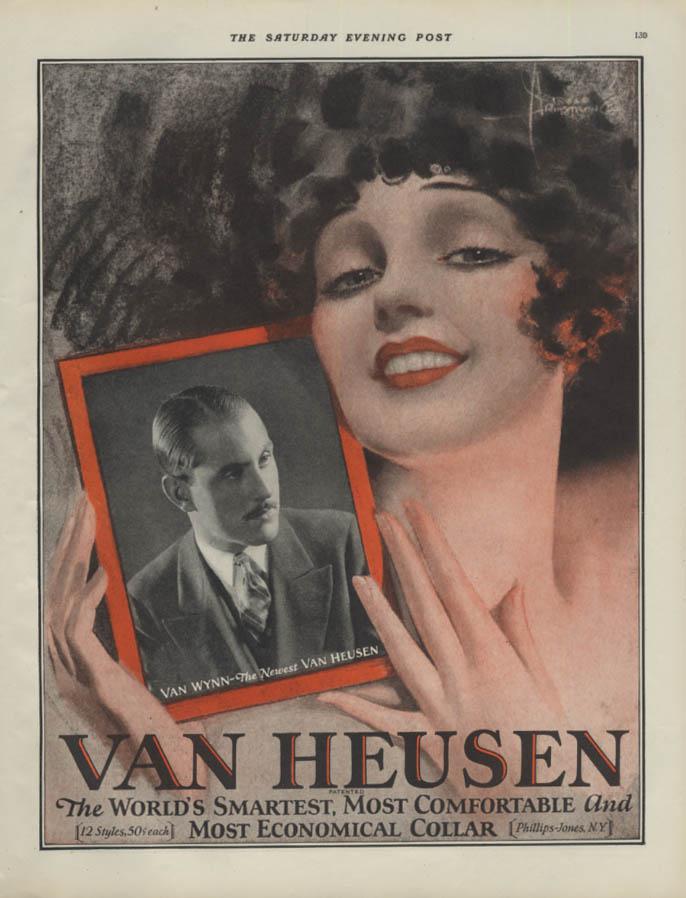 THE SATURDAY EVENING POST
130
VAN WYNN-The Newest VAN HEUSEN
VAN HEUSEN
PATENTED
The WORLD'S SMARTEST, MOST COMFORTABLE And
[12 Styles, 50¢ each] MOST ECONOMICAL COLLAR [Phillips-Jones, N.Y.]